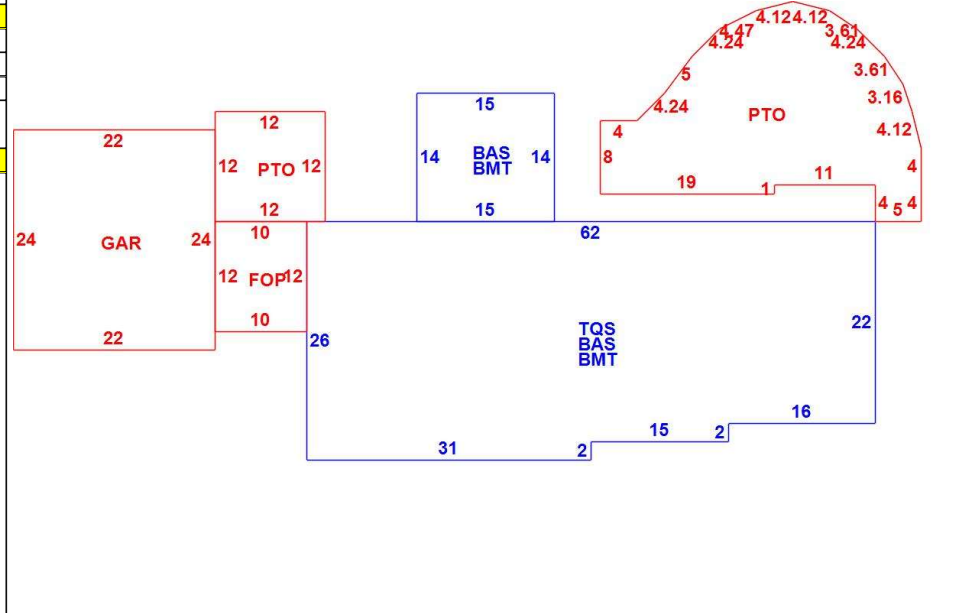 4.12 4.12
4.47 3.61
4.24 4.24
5 3.61
4.24 3.16
15 PTO
12 4 4.12
22 14 BAS 14 8 4
BMT
12 PTO 12
19 1 11
12 15 4 5 4
24 GAR 24 10 62
12 FOP 12
10 22
22 26 TQS
BAS
BMT
16
15 2
31 2